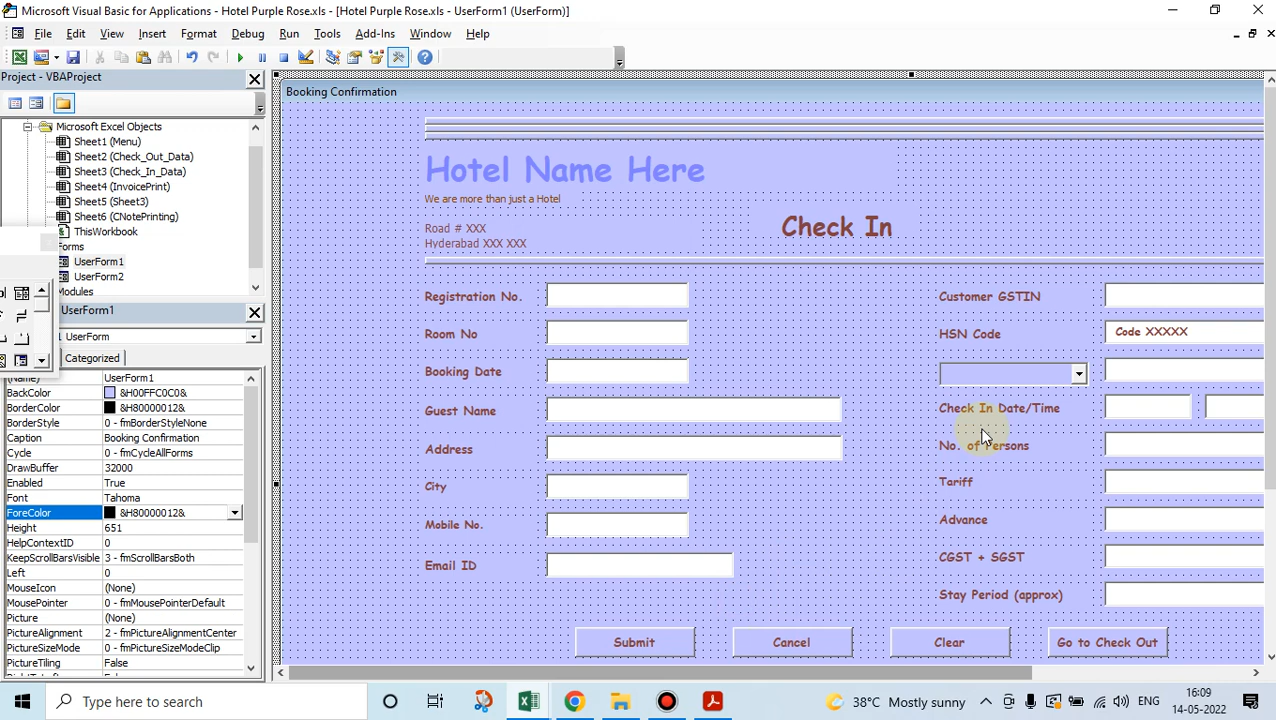 Microsoft Visual Basic for Applications - Hotel Purple Rose.xls - [Hotel Purple Rose.xls - UserForm1 (UserForm)]
File Edit View Insert Format Debug Run Tools Add-Ins Window Help
Project - VBAProject
Microsoft Excel Objects
Sheet1 (Menu)
Sheet2 (Check_Out_Data)
Sheet3 (Check_In_Data)
Sheet4 (InvoicePrint)
Sheet5 (Sheet3)
Sheet6 (CNotePrinting)
ThisWorkbook
Forms
UserForm1
UserForm2
Modules
UserForm1
UserForm
Categorized
(Name) UserForm1
BackColor &H00FFC0C0&
BorderColor &H80000012&
BorderStyle 0 - fmBorderStyleNone
Caption Booking Confirmation
Cycle 0 - fmCycleAllForms
DrawBuffer 32000
Enabled True
Font Tahoma
ForeColor &H80000012&
Height 651
HelpContextID 0
KeepScrollBarsVisible 3 - fmScrollBarsBoth
Left 0
MouseIcon (None)
MousePointer 0 - fmMousePointerDefault
Picture (None)
PictureAlignment 2 - fmPictureAlignmentCenter
PictureSizeMode 0 - fmPictureSizeModeClip
PictureTiling False
Booking Confirmation
Hotel Name Here
We are more than just a Hotel
Road # XXX
Hyderabad XXX XXX
Check In
Registration No.
Room No
Booking Date
Guest Name
Address
City
Mobile No.
Email ID
Customer GSTIN
HSN Code Code XXXXX
Check In Date/Time :
No. of Persons
Tariff
Advance
CGST + SGST
Stay Period (approx)
Submit Cancel Clear Go to Check Out
Type here to search
38°C Mostly sunny
ENG
16:09
14-05-2022